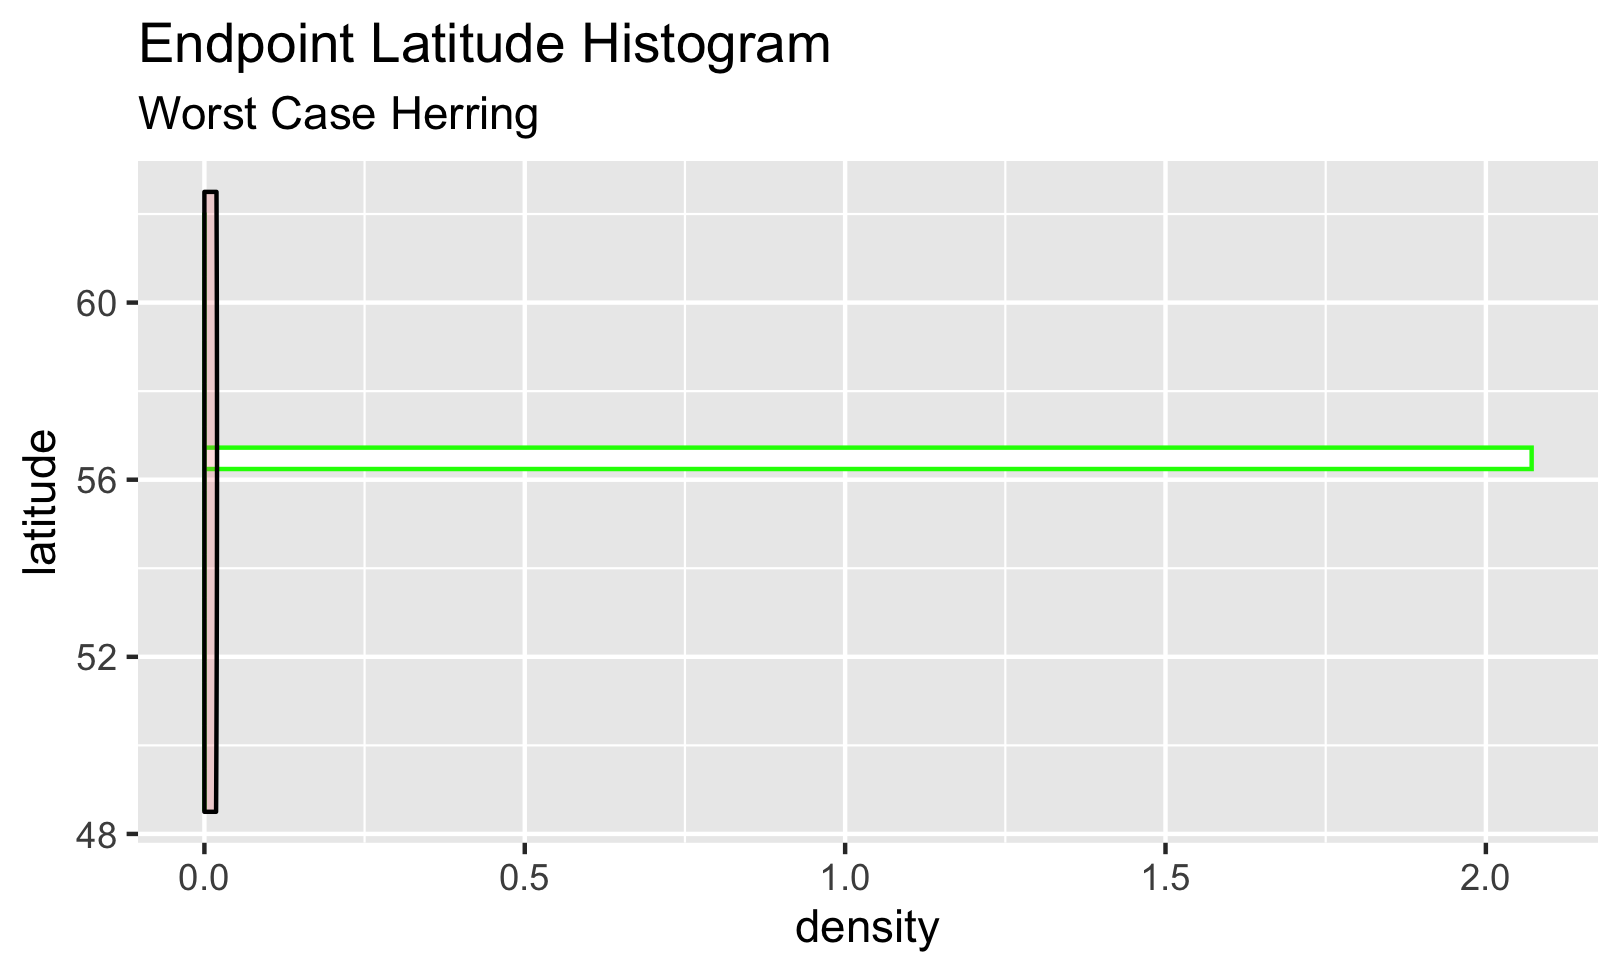 Endpoint Latitude Histogram
Worst Case Herring
60
56
52
48
latitude
0.0 0.5 1.0 1.5 2.0
density